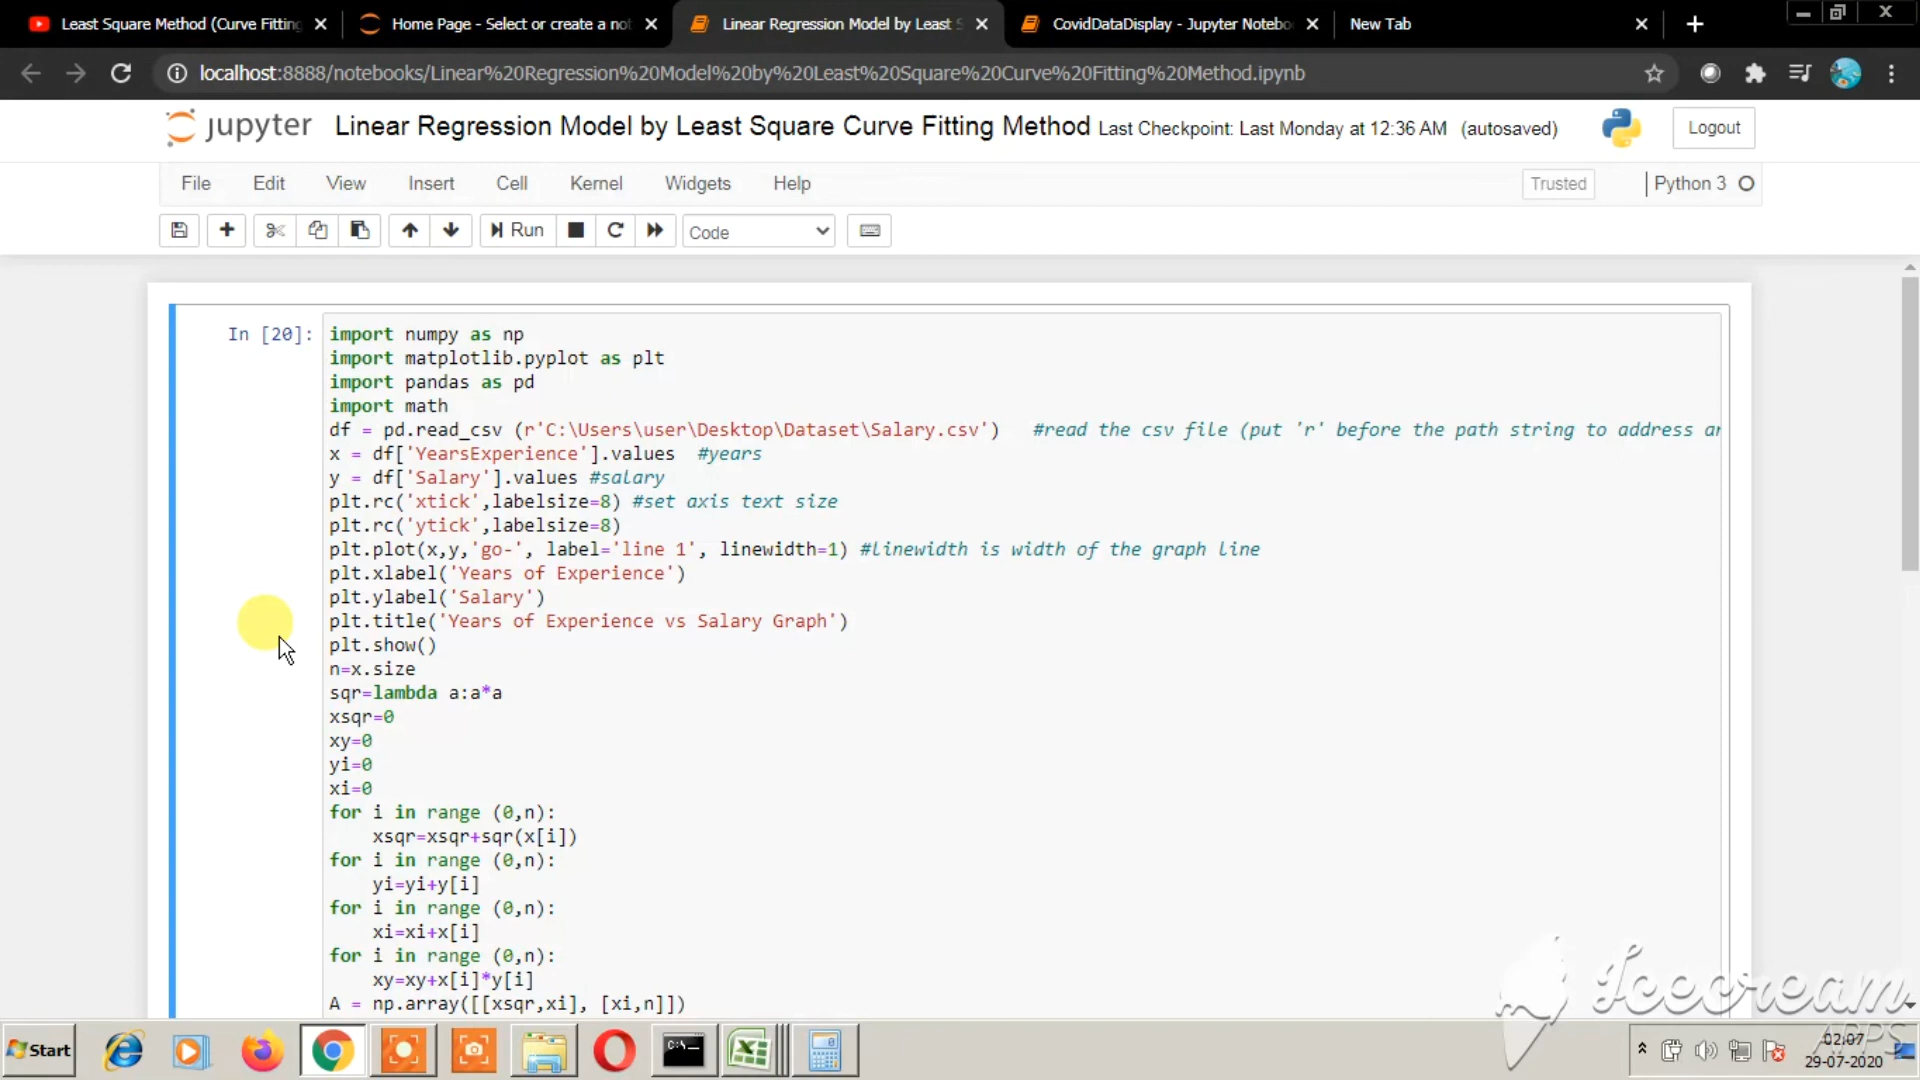 Least Square Method (Curve Fitting
Home Page - Select or create a not
Linear Regression Model by Least S
CovidDataDisplay - Jupyter Notebo
New Tab
localhost:8888/notebooks/Linear%20Regression%20Model%20by%20Least%20Square%20Curve%20Fitting%20Method.ipynb
jupyter Linear Regression Model by Least Square Curve Fitting Method Last Checkpoint: Last Monday at 12:36 AM (autosaved)
Logout
File Edit View Insert Cell Kernel Widgets Help
Trusted
Python 3
Run
Code
In [20]:
import numpy as np
import matplotlib.pyplot as plt
import pandas as pd
import math
df = pd.read_csv (r'C:\Users\user\Desktop\Dataset\Salary.csv') #read the csv file (put 'r' before the path string to address an
x = df['YearsExperience'].values #years
y = df['Salary'].values #salary
plt.rc('xtick',labelsize=8) #set axis text size
plt.rc('ytick',labelsize=8)
plt.plot(x,y,'go-', label='line 1', linewidth=1) #linewidth is width of the graph line
plt.xlabel('Years of Experience')
plt.ylabel('Salary')
plt.title('Years of Experience vs Salary Graph')
plt.show()
n=x.size
sqr=lambda a:a*a
xsqr=0
xy=0
yi=0
xi=0
for i in range (0,n):
    xsqr=xsqr+sqr(x[i])
for i in range (0,n):
    yi=yi+y[i]
for i in range (0,n):
    xi=xi+x[i]
for i in range (0,n):
    xy=xy+x[i]*y[i]
A = np.array([[xsqr,xi], [xi,n]])
Icecream
APPS
Start
C:\
02:07
29-07-2020